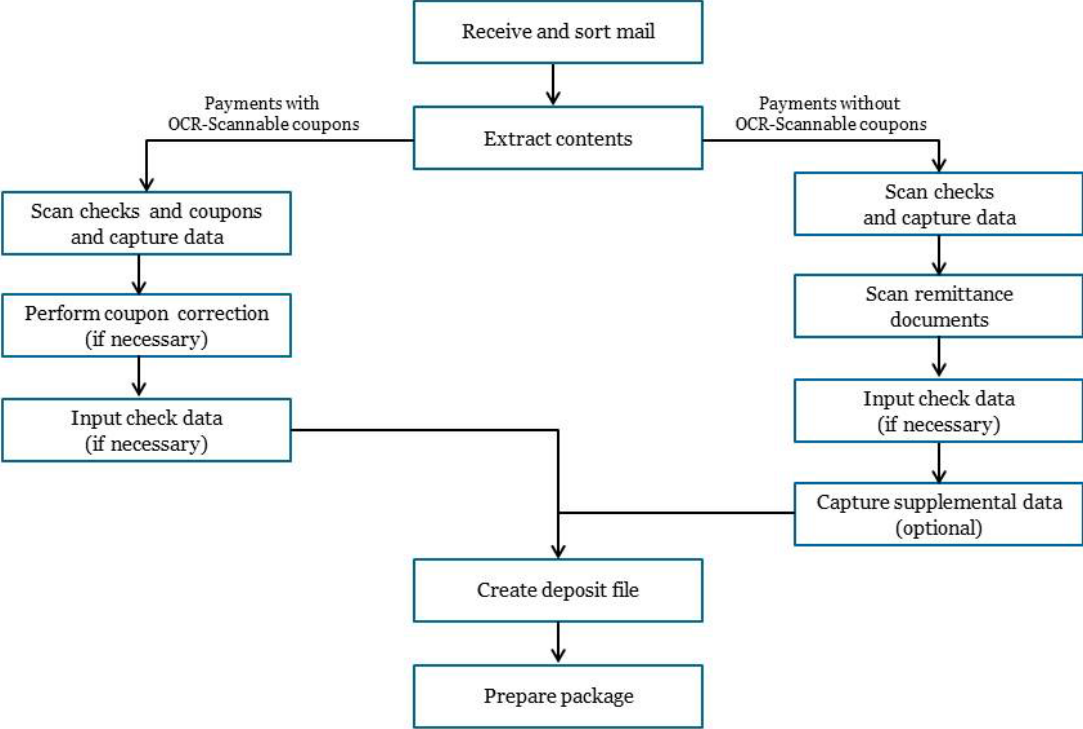 Receive and sort mail
Payments with
OCR-Scannable coupons
Payments without
OCR-Scannable coupons
Extract contents
Scan checks and coupons
and capture data
Perform coupon correction
(if necessary)
Input check data
(if necessary)
Scan checks
and capture data
Scan remittance
documents
Input check data
(if necessary)
Capture supplemental data
(optional)
Create deposit file
Prepare package